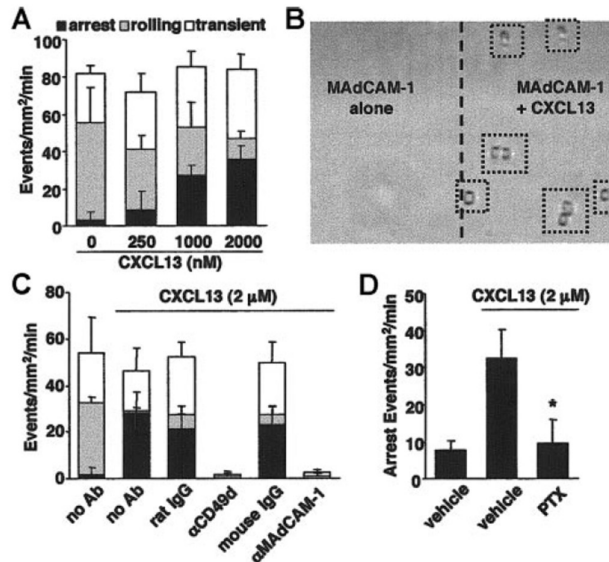 A
arrest rolling transient
Events/mm²/min
100
80
60
40
20
0
0 250 1000 2000
CXCL13 (nM)
B
MAdCAM-1 alone
MAdCAM-1 + CXCL13
C
CXCL13 (2 µM)
Events/mm²/min
80
60
40
20
0
no Ab
no Ab
rat IgG
αCD49d
mouse IgG
αMAdCAM-1
D
CXCL13 (2 µM)
Arrest Events/mm²/min
50
40
30
20
10
0
*
vehicle
vehicle
PTX